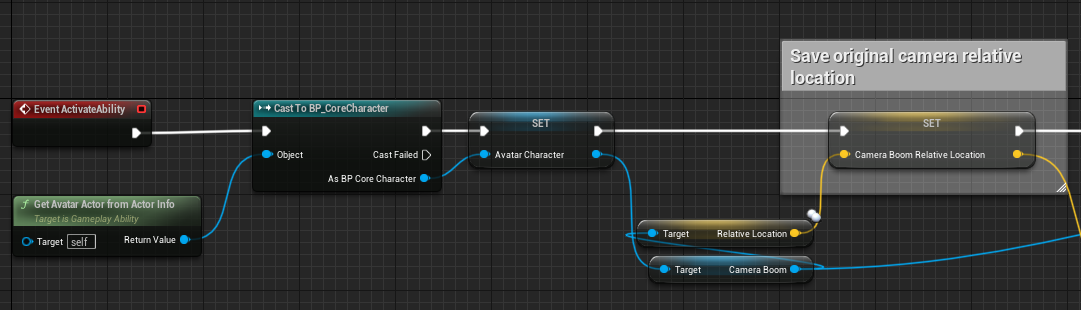 Save original camera relative
location
Event ActivateAbility
Cast To BP_CoreCharacter
SET
SET
Object
Cast Failed
Avatar Character
Camera Boom Relative Location
As BP Core Character
f Get Avatar Actor from Actor Info
Target is Gameplay Ability
Target self Return Value
Target Relative Location
Target Camera Boom